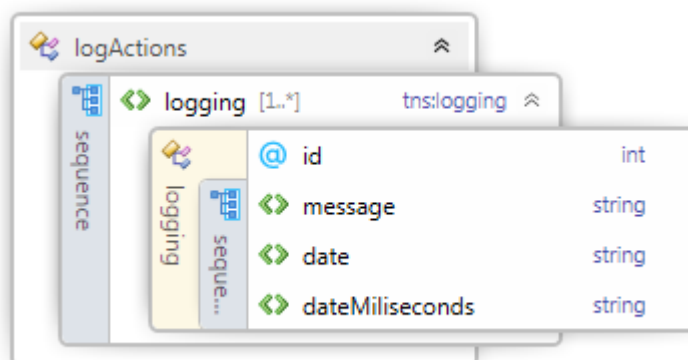 logActions
logging [1..*] tns:logging
sequence
logging
seque...
@ id int
message string
date string
dateMiliseconds string